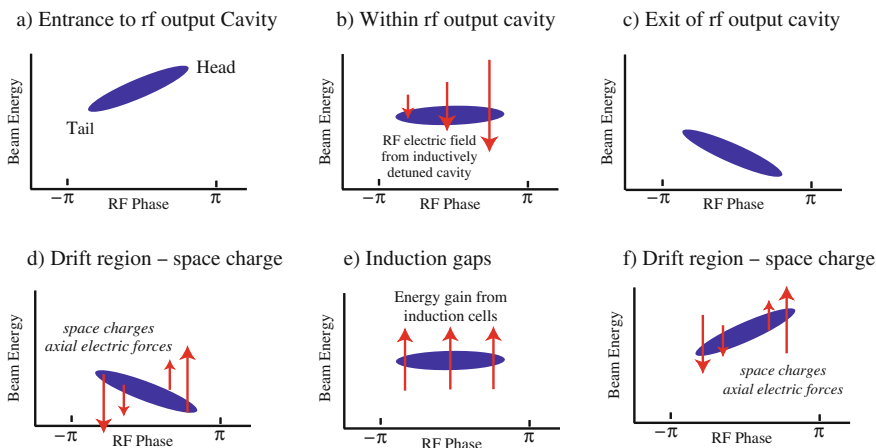 a) Entrance to rf output Cavity
Beam Energy
Head
Tail
−π
RF Phase
π
b) Within rf output cavity
Beam Energy
RF electric field
from inductively
detuned cavity
−π
RF Phase
π
c) Exit of rf output cavity
Beam Energy
−π
RF Phase
π
d) Drift region – space charge
Beam Energy
space charges
axial electric forces
−π
RF Phase
π
e) Induction gaps
Beam Energy
Energy gain from
induction cells
−π
RF Phase
π
f) Drift region – space charge
Beam Energy
space charges
axial electric forces
−π
RF Phase
π